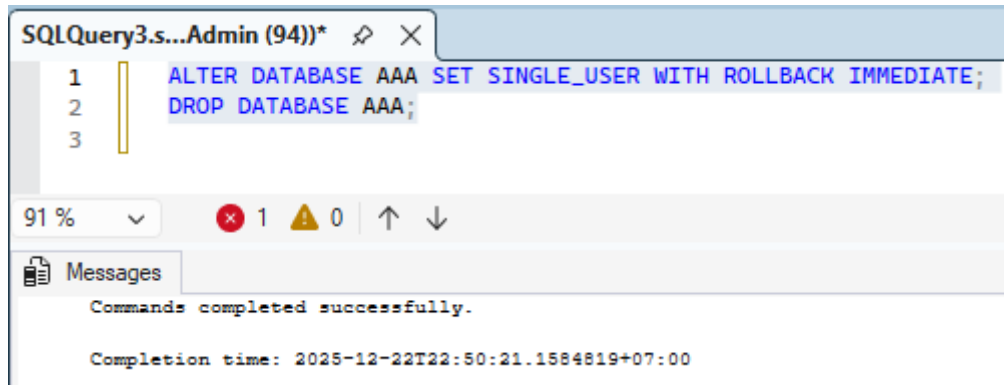 SQLQuery3.s...Admin (94))*
1 ALTER DATABASE AAA SET SINGLE_USER WITH ROLLBACK IMMEDIATE;
2 DROP DATABASE AAA;
3
91 % 1 0
Messages
Commands completed successfully.
Completion time: 2025-12-22T22:50:21.1584819+07:00